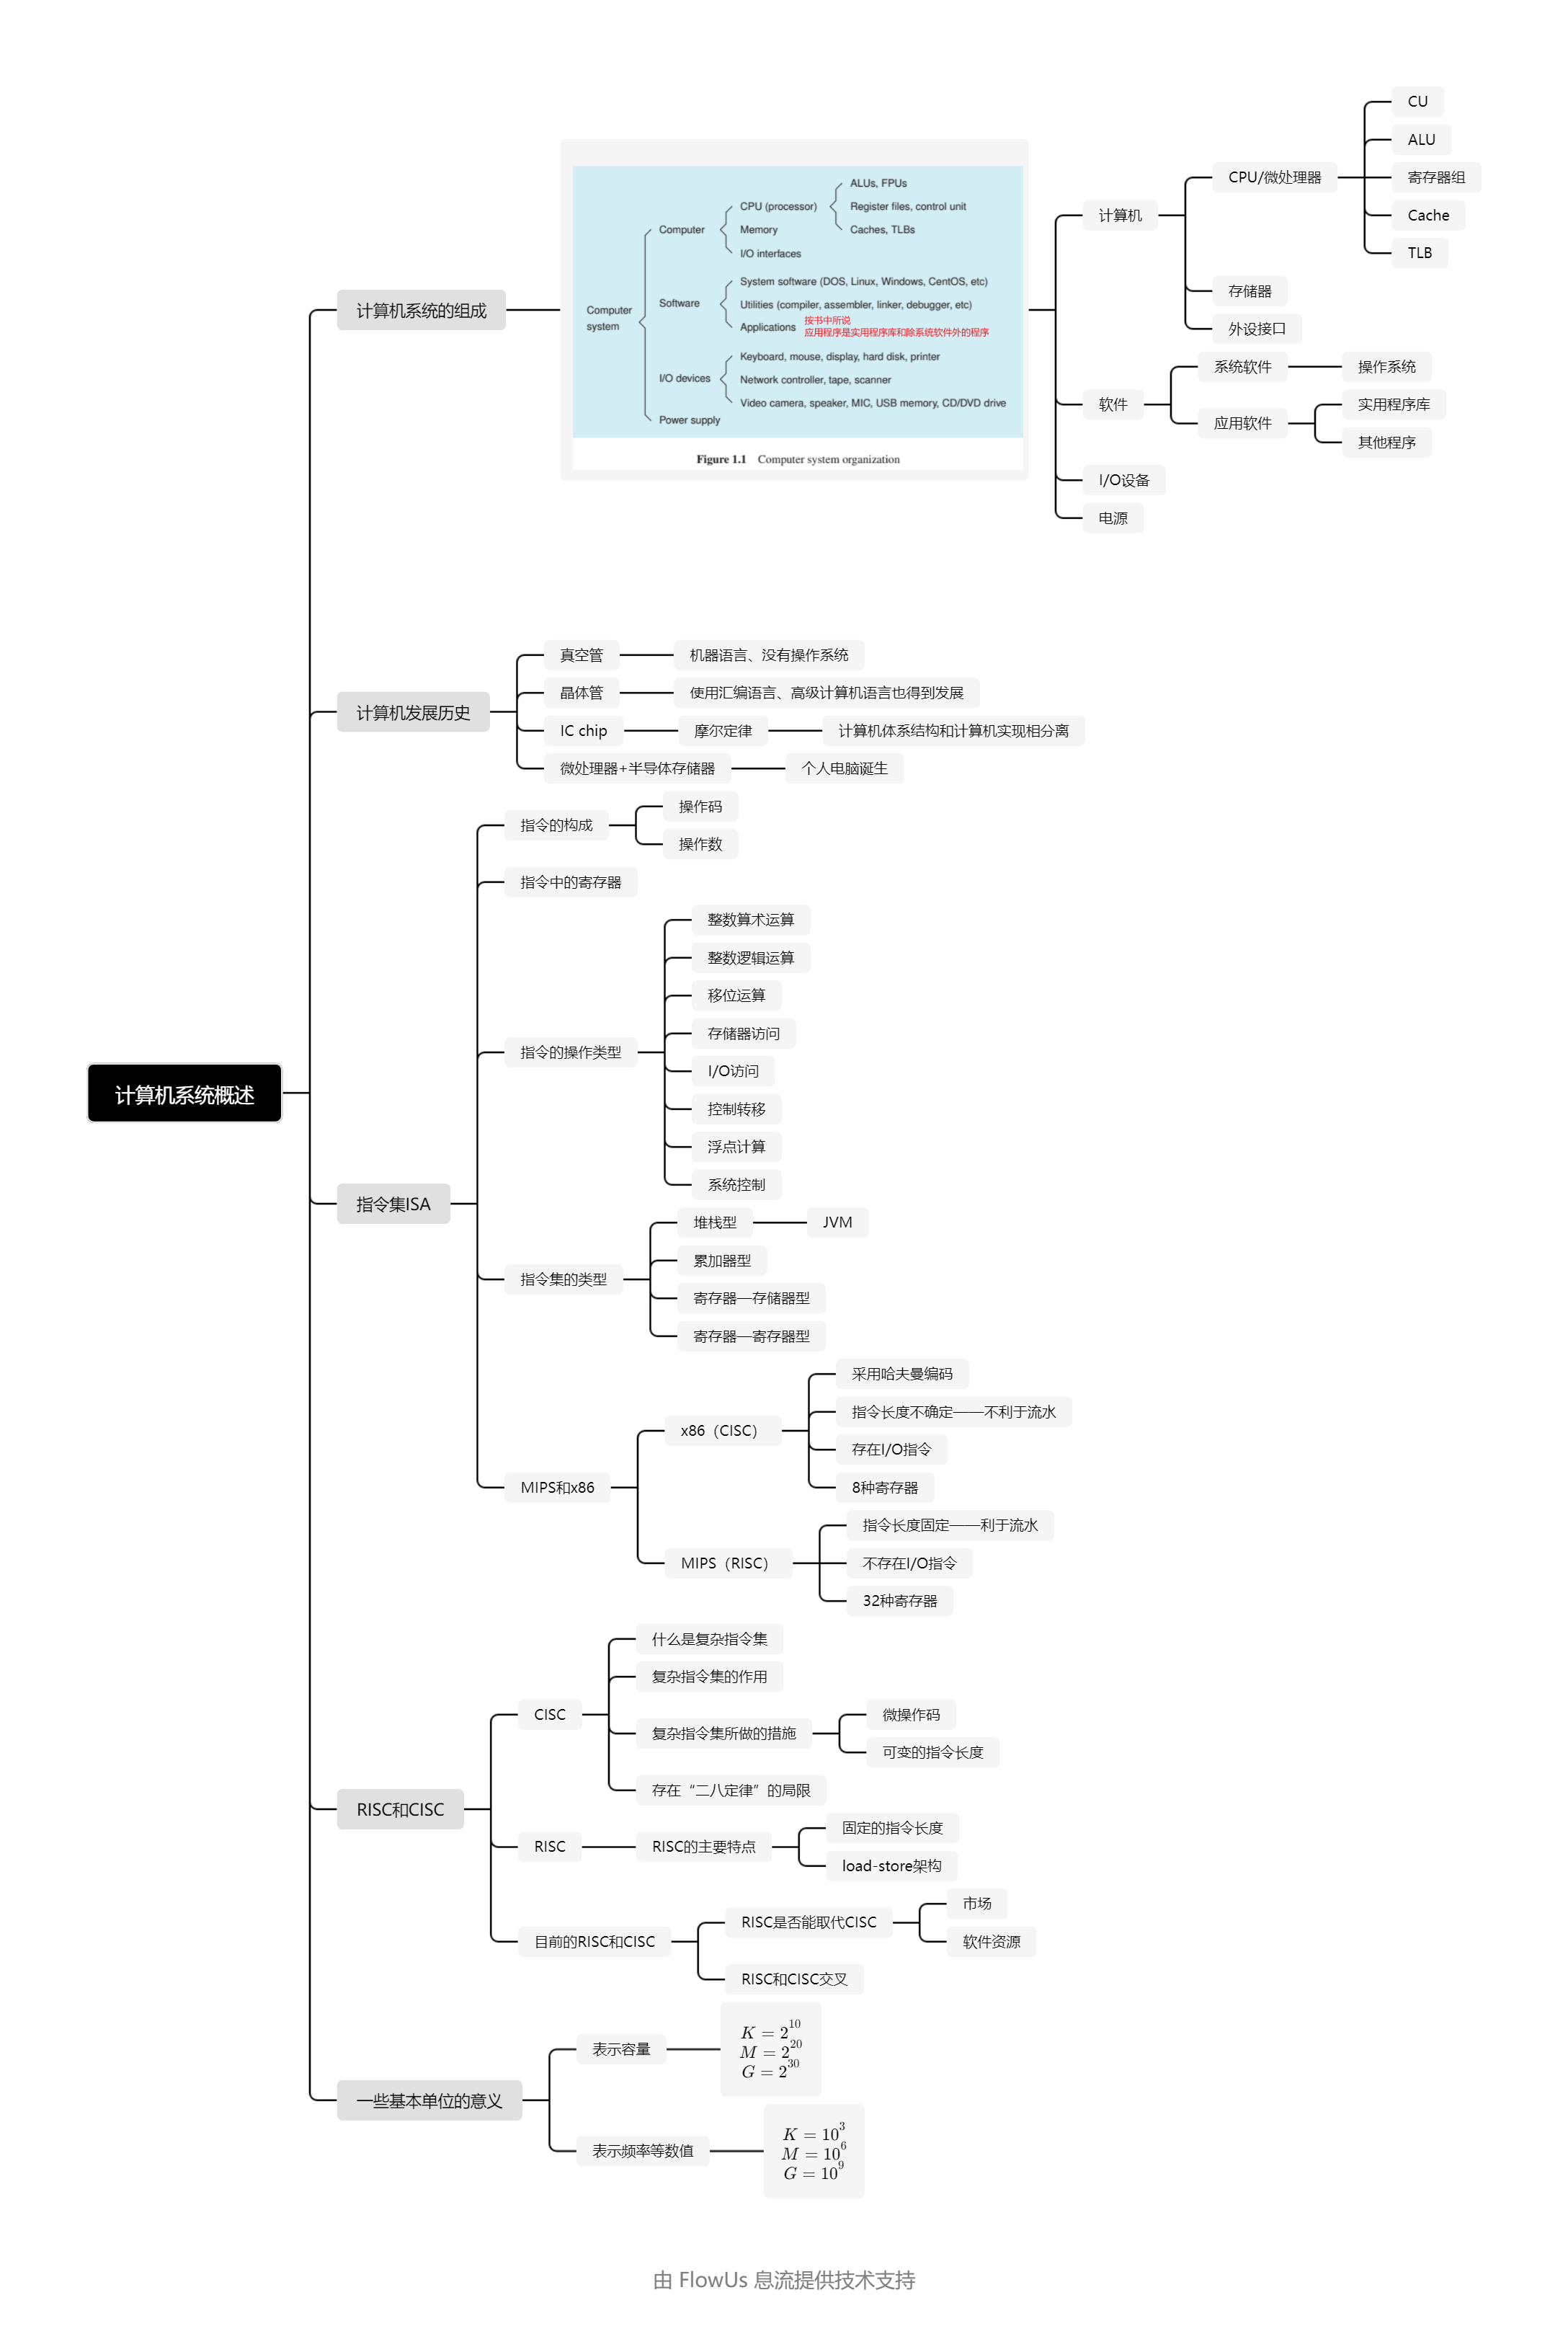 计算机系统概述
计算机系统的组成
Computer system
Computer
CPU (processor)
ALUs, FPUs
Register files, control unit
Caches, TLBs
Memory
I/O interfaces
Software
System software (DOS, Linux, Windows, CentOS, etc)
Utilities (compiler, assembler, linker, debugger, etc)
Applications
按书中所说
应用程序是实用程序库和除系统软件外的程序
I/O devices
Keyboard, mouse, display, hard disk, printer
Network controller, tape, scanner
Video camera, speaker, MIC, USB memory, CD/DVD drive
Power supply
Figure 1.1 Computer system organization
计算机
CPU/微处理器
CU
ALU
寄存器组
Cache
TLB
存储器
外设接口
软件
系统软件
操作系统
应用软件
实用程序库
其他程序
I/O设备
电源
计算机发展历史
真空管
机器语言、没有操作系统
晶体管
使用汇编语言、高级计算机语言也得到发展
IC chip
摩尔定律
计算机体系结构和计算机实现相分离
微处理器+半导体存储器
个人电脑诞生
指令集ISA
指令的构成
操作码
操作数
指令中的寄存器
指令的操作类型
整数算术运算
整数逻辑运算
移位运算
存储器访问
I/O访问
控制转移
浮点计算
系统控制
指令集的类型
堆栈型
JVM
累加器型
寄存器—存储器型
寄存器—寄存器型
MIPS和x86
x86（CISC）
采用哈夫曼编码
指令长度不确定——不利于流水
存在I/O指令
8种寄存器
MIPS（RISC）
指令长度固定——利于流水
不存在I/O指令
32种寄存器
RISC和CISC
CISC
什么是复杂指令集
复杂指令集的作用
复杂指令集所做的措施
微操作码
可变的指令长度
存在“二八定律”的局限
RISC
RISC的主要特点
固定的指令长度
load-store架构
目前的RISC和CISC
RISC是否能取代CISC
市场
软件资源
RISC和CISC交叉
一些基本单位的意义
表示容量
K = 2^10
M = 2^20
G = 2^30
表示频率等数值
K = 10^3
M = 10^6
G = 10^9
由 FlowUs 息流提供技术支持